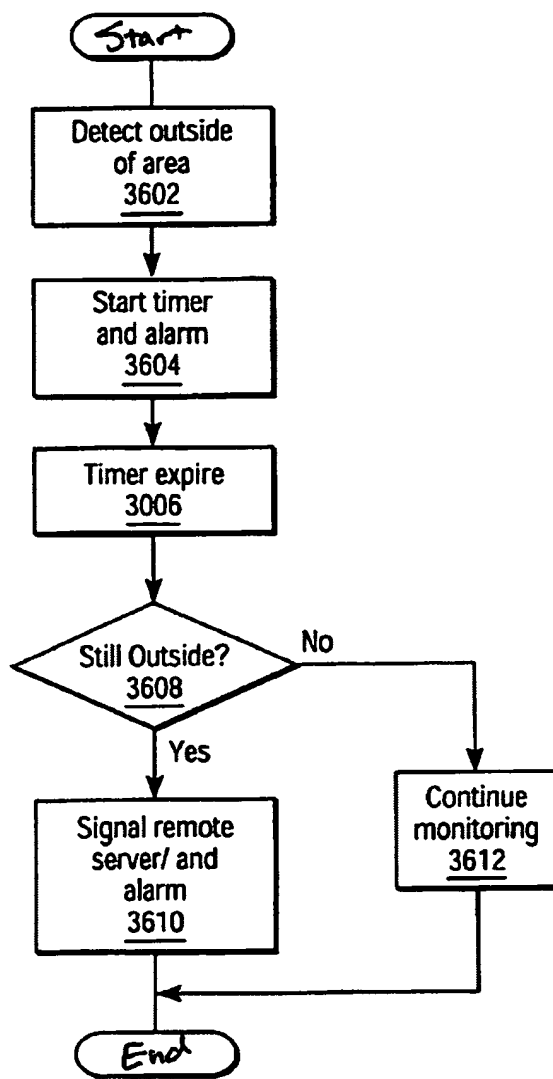 Start
Detect outside
of area
3602
Start timer
and alarm
3604
Timer expire
3006
Still Outside?
3608
No
Yes
Signal remote
server/ and
alarm
3610
Continue
monitoring
3612
End